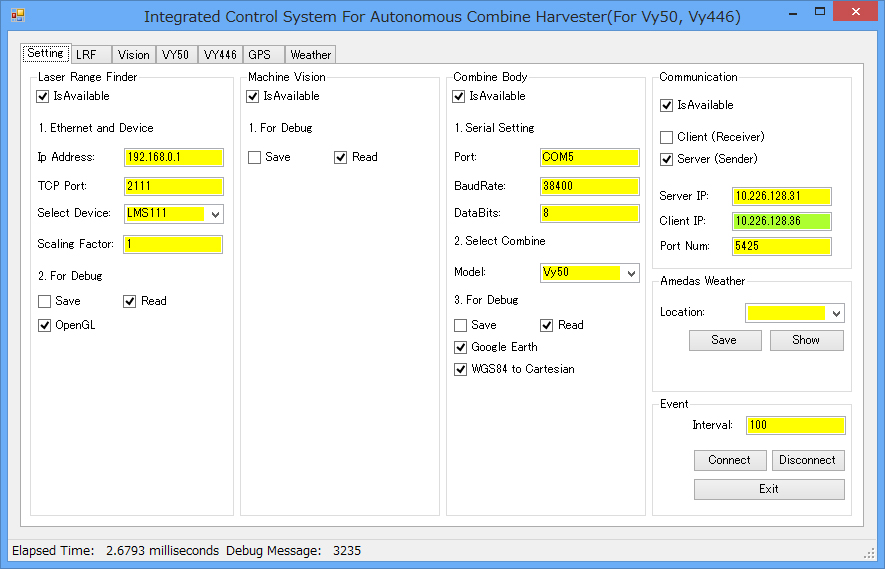 Integrated Control System For Autonomous Combine Harvester(For Vy50, Vy446)
Setting LRF Vision VY50 VY446 GPS Weather
Laser Range Finder
IsAvailable
1. Ethernet and Device
Ip Address: 192.168.0.1
TCP Port: 2111
Select Device: LMS111
Scaling Factor: 1
2. For Debug
Save Read
OpenGL
Machine Vision
IsAvailable
1. For Debug
Save Read
Combine Body
IsAvailable
1. Serial Setting
Port: COM5
BaudRate: 38400
DataBits: 8
2. Select Combine
Model: Vy50
3. For Debug
Save Read
Google Earth
WGS84 to Cartesian
Communication
IsAvailable
Client (Receiver)
Server (Sender)
Server IP: 10.226.128.31
Client IP: 10.226.128.36
Port Num: 5425
Amedas Weather
Location:
Save Show
Event
Interval: 100
Connect Disconnect
Exit
Elapsed Time: 2.6793 milliseconds Debug Message: 3235